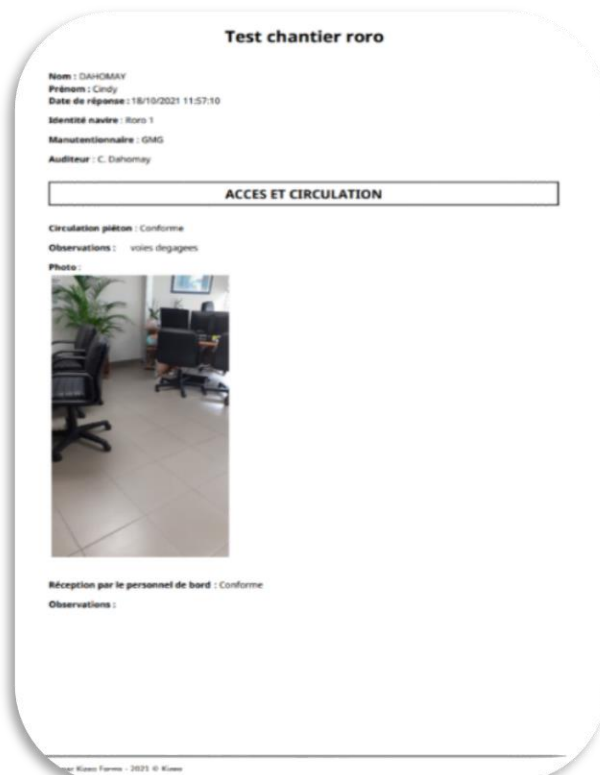 Test chantier roro
Nom : DAHOMAY
Prénom : Cindy
Date de réponse : 18/10/2021 11:57:10
Identité navire : Roro 1
Manutentionnaire : GMG
Auditeur : C. Dahomay
ACCES ET CIRCULATION
Circulation piéton : Conforme
Observations : voies degagees
Photo :
Réception par le personnel de bord : Conforme
Observations :
Kizeo Forms - 2021 © Kizeo